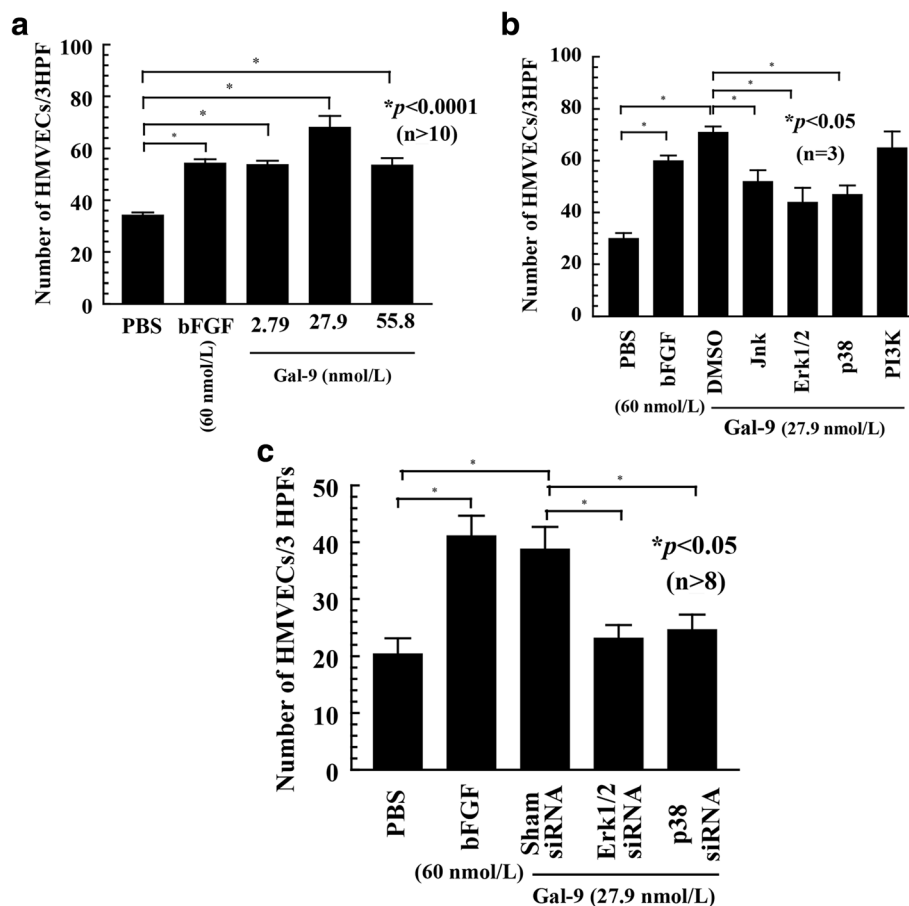 a
Number of HMVECs/3HPF
100
80
60
40
20
0
*
*
*
*
*p<0.0001
(n>10)
PBS
bFGF
(60 nmol/L)
2.79
27.9
55.8
Gal-9 (nmol/L)
b
Number of HMVECs/3HPF
100
80
60
40
20
0
*
*
*
*
*
*p<0.05
(n=3)
PBS
bFGF
DMSO
Jnk
Erk1/2
p38
PI3K
(60 nmol/L)
Gal-9 (27.9 nmol/L)
c
Number of HMVECs/3 HPFs
50
40
30
20
10
0
*
*
*
*
*p<0.05
(n>8)
PBS
bFGF
Sham
siRNA
Erk1/2
siRNA
p38
siRNA
(60 nmol/L)
Gal-9 (27.9 nmol/L)